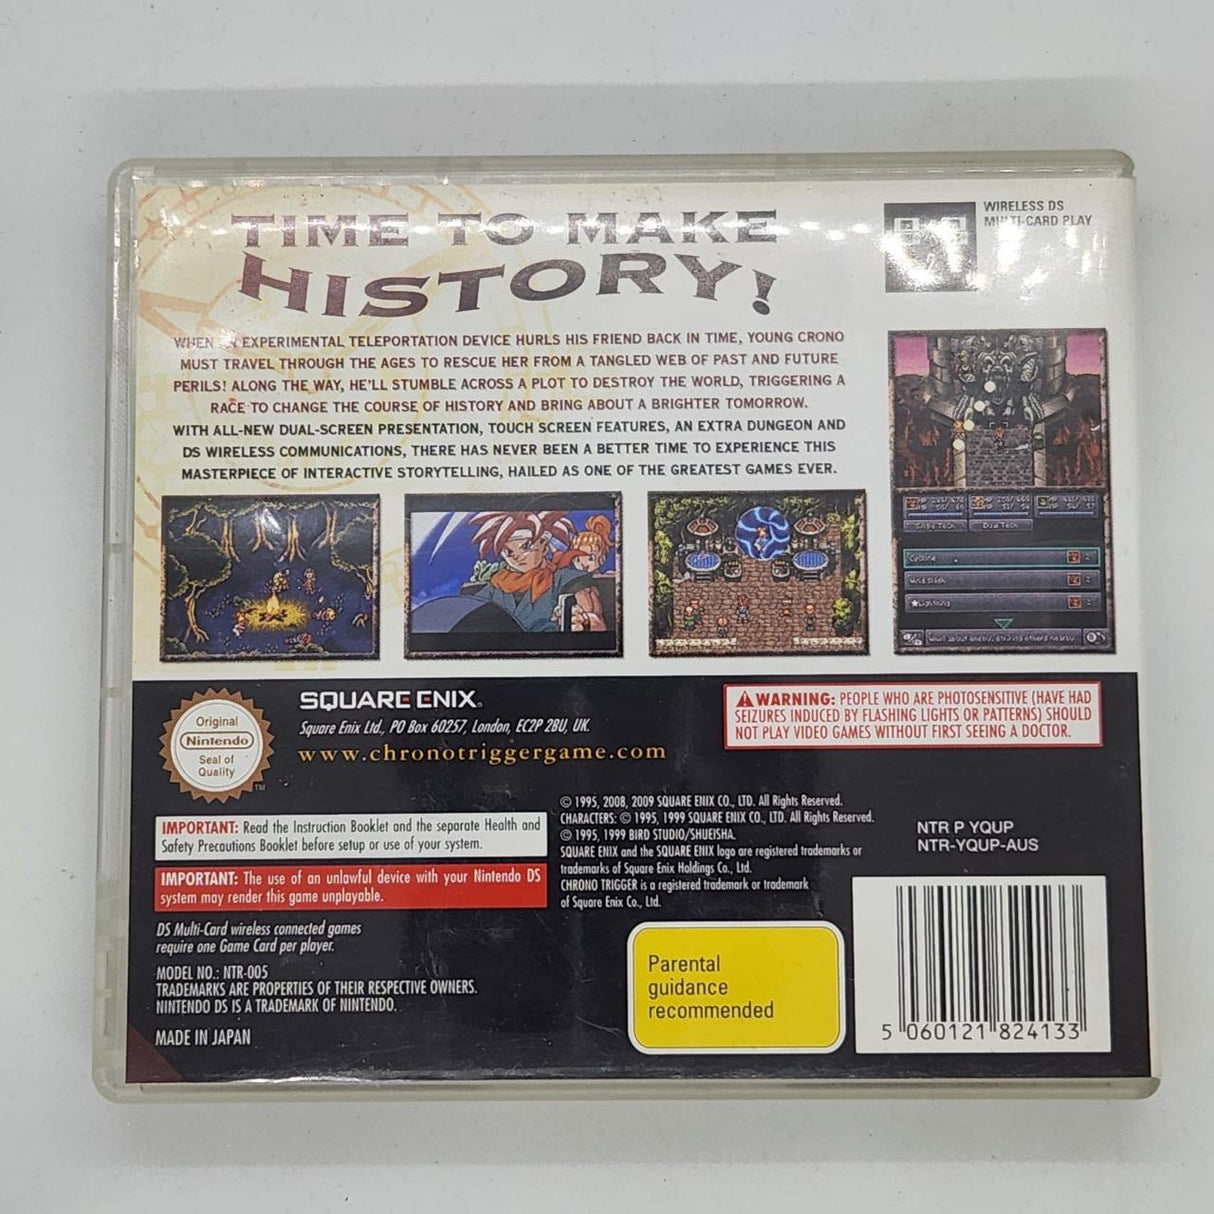 TIME TO MAKE
HISTORY!
WIRELESS DS
MULTI-CARD PLAY
WHEN AN EXPERIMENTAL TELEPORTATION DEVICE HURLS HIS FRIEND BACK IN TIME, YOUNG CRONO
MUST TRAVEL THROUGH THE AGES TO RESCUE HER FROM A TANGLED WEB OF PAST AND FUTURE
PERILS! ALONG THE WAY, HE'LL STUMBLE ACROSS A PLOT TO DESTROY THE WORLD, TRIGGERING A
RACE TO CHANGE THE COURSE OF HISTORY AND BRING ABOUT A BRIGHTER TOMORROW.
WITH ALL-NEW DUAL-SCREEN PRESENTATION, TOUCH SCREEN FEATURES, AN EXTRA DUNGEON AND
DS WIRELESS COMMUNICATIONS, THERE HAS NEVER BEEN A BETTER TIME TO EXPERIENCE THIS
MASTERPIECE OF INTERACTIVE STORYTELLING, HAILED AS ONE OF THE GREATEST GAMES EVER.
Dual Tech
Cyclone
Wind Slash
★Lightning
Original
Nintendo
Seal of
Quality
TM
SQUARE ENIX.
Square Enix Ltd., PO Box 60257, London, EC2P 2BU, UK.
www.chronotriggergame.com
WARNING: PEOPLE WHO ARE PHOTOSENSITIVE (HAVE HAD
SEIZURES INDUCED BY FLASHING LIGHTS OR PATTERNS) SHOULD
NOT PLAY VIDEO GAMES WITHOUT FIRST SEEING A DOCTOR.
IMPORTANT: Read the Instruction Booklet and the separate Health and
Safety Precautions Booklet before setup or use of your system.
IMPORTANT: The use of an unlawful device with your Nintendo DS
system may render this game unplayable.
DS Multi-Card wireless connected games
require one Game Card per player.
MODEL NO.: NTR-005
TRADEMARKS ARE PROPERTIES OF THEIR RESPECTIVE OWNERS.
NINTENDO DS IS A TRADEMARK OF NINTENDO.
MADE IN JAPAN
© 1995, 2008, 2009 SQUARE ENIX CO., LTD. All Rights Reserved.
CHARACTERS: © 1995, 1999 SQUARE ENIX CO., LTD. All Rights Reserved.
© 1995, 1999 BIRD STUDIO/SHUEISHA.
SQUARE ENIX and the SQUARE ENIX logo are registered trademarks or
trademarks of Square Enix Holdings Co., Ltd.
CHRONO TRIGGER is a registered trademark or trademark
of Square Enix Co., Ltd.
NTR P YQUP
NTR-YQUP-AUS
Parental
guidance
recommended
5 060121 824133